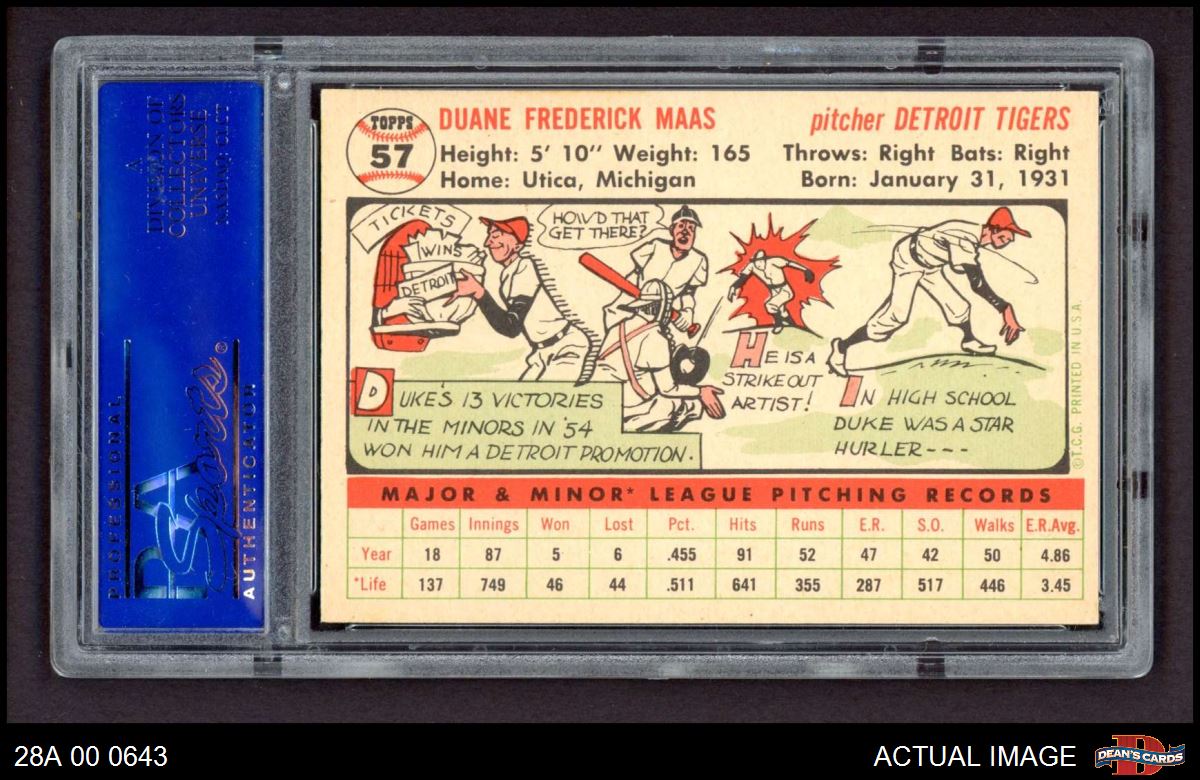 A
DIVISION OF
COLLECTORS
UNIVERSE
NASDAQ: CLCT
PROFESSIONAL
PSA
Sports®
AUTHENTICATOR
TOPPS
57
DUANE FREDERICK MAAS
pitcher DETROIT TIGERS
Height: 5' 10'' Weight: 165
Throws: Right Bats: Right
Home: Utica, Michigan
Born: January 31, 1931
TICKETS
WINS
DETROIT
HOW'D THAT
GET THERE?
DUKE'S 13 VICTORIES
IN THE MINORS IN '54
WON HIM A DETROIT PROMOTION.
HE IS A
STRIKE OUT
ARTIST!
IN HIGH SCHOOL
DUKE WAS A STAR
HURLER---
©T.C.G. PRINTED IN U.S.A.
MAJOR & MINOR* LEAGUE PITCHING RECORDS
Games Innings Won Lost Pct. Hits Runs E.R. S.O. Walks E.R.Avg.
Year 18 87 5 6 .455 91 52 47 42 50 4.86
*Life 137 749 46 44 .511 641 355 287 517 446 3.45
28A 00 0643
ACTUAL IMAGE
D
DEAN'S CARDS